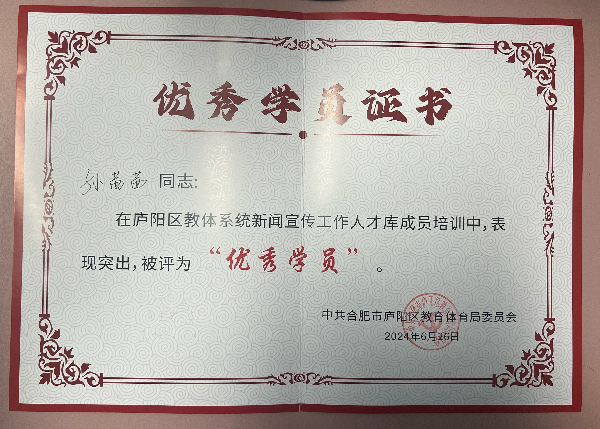 优秀学员证书
孙茜茜 同志:
在庐阳区教体系统新闻宣传工作人才库成员培训中,表
现突出,被评为 “优秀学员” 。
中共合肥市庐阳区教育体育局委员会
2024年6月26日